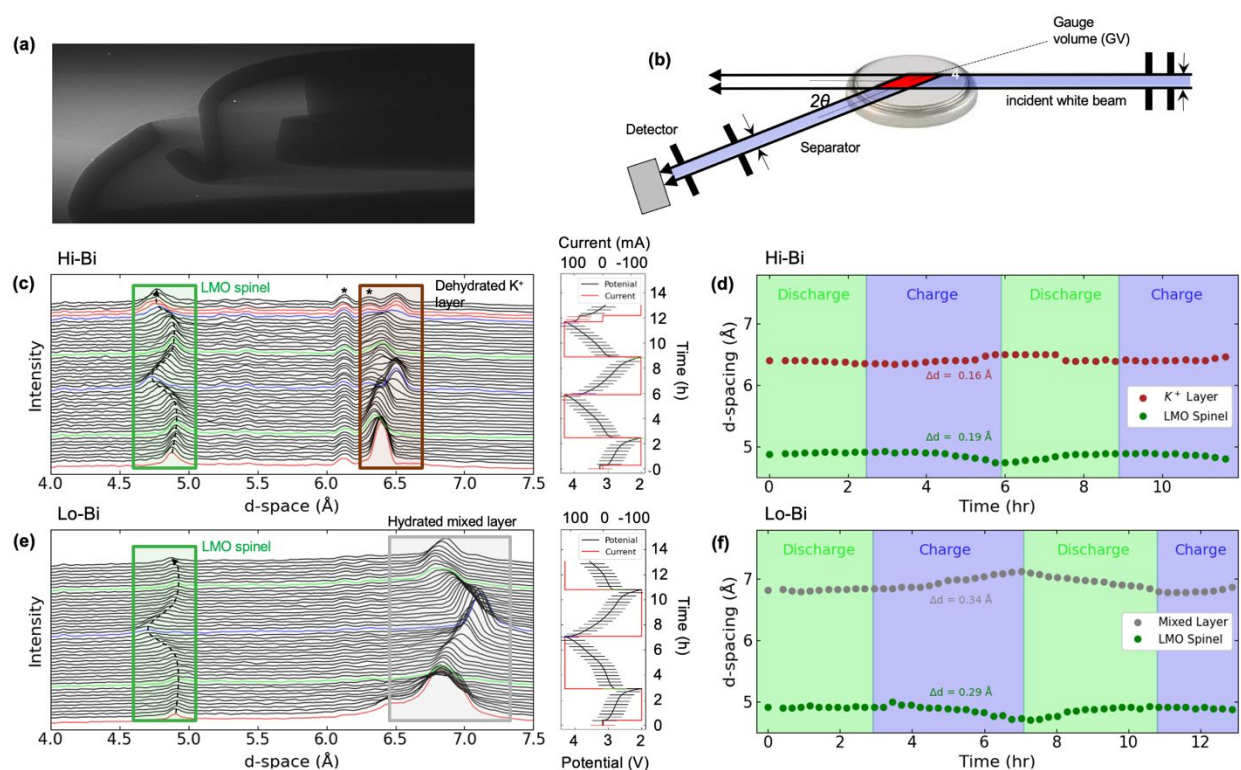 (a)
(b)
Gauge
volume (GV)
4
2θ
incident white beam
Detector
Separator
Hi-Bi
(c)
LMO spinel
*
*
Dehydrated K⁺
layer
Intensity
4.0 4.5 5.0 5.5 6.0 6.5 7.0 7.5
d-space (Å)
Current (mA)
100 0 -100
Potenial
Current
14
12
10
8
6
4
2
0
Time (h)
4 3 2
Hi-Bi
(d)
Discharge Charge Discharge Charge
7
6
5
d-spacing (Å)
Δd = 0.16 Å
K⁺ Layer
LMO Spinel
Δd = 0.19 Å
0 2 4 6 8 10
Time (hr)
Lo-Bi
(e)
LMO spinel
Hydrated mixed layer
Intensity
4.0 4.5 5.0 5.5 6.0 6.5 7.0 7.5
d-space (Å)
100 0 -100
Potenial
Current
14
12
10
8
6
4
2
0
Time (h)
4 3 2
Potential (V)
Lo-Bi
(f)
Discharge Charge Discharge Charge
7
6
5
d-spacing (Å)
Δd = 0.34 Å
Mixed Layer
LMO Spinel
Δd = 0.29 Å
0 2 4 6 8 10 12
Time (hr)